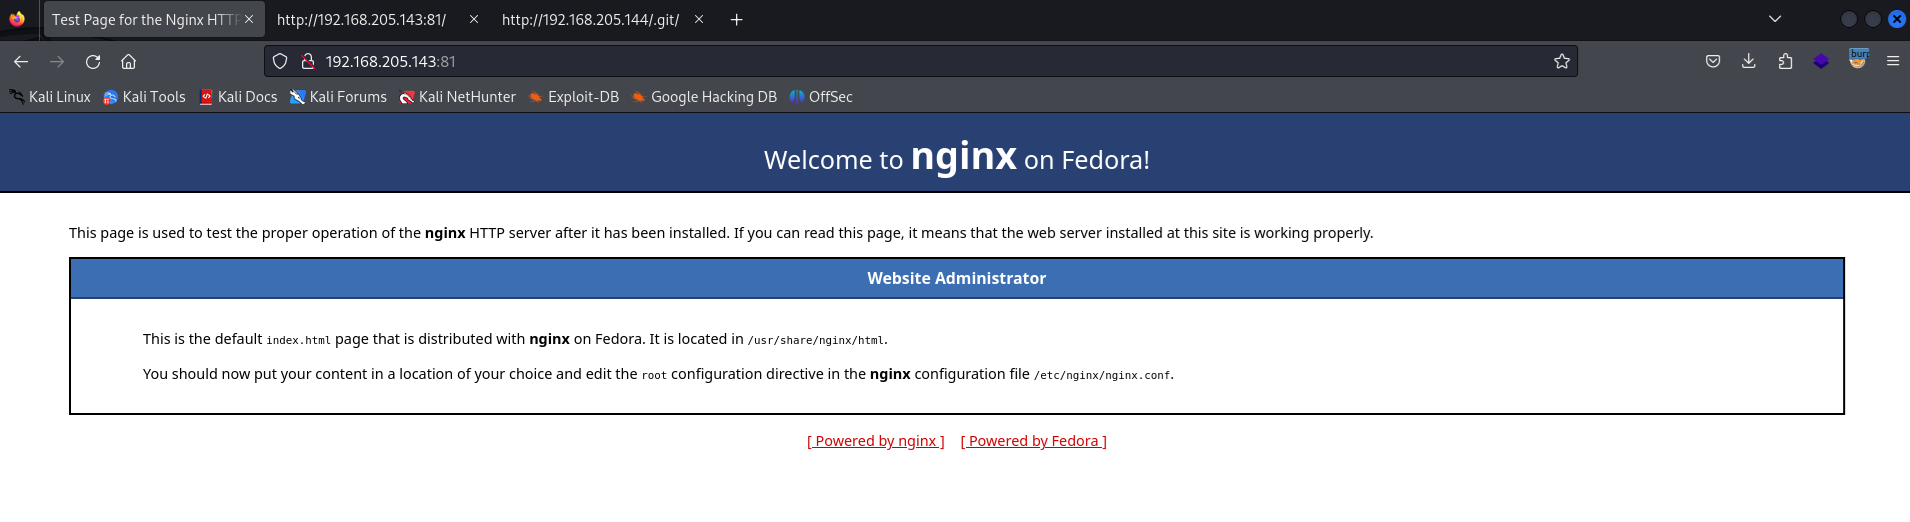 Test Page for the Nginx HTTP
http://192.168.205.143:81/
http://192.168.205.144/.git/
192.168.205.143:81
burp
Kali Linux Kali Tools Kali Docs Kali Forums Kali NetHunter Exploit-DB Google Hacking DB OffSec
Welcome to nginx on Fedora!
This page is used to test the proper operation of the nginx HTTP server after it has been installed. If you can read this page, it means that the web server installed at this site is working properly.
Website Administrator
This is the default index.html page that is distributed with nginx on Fedora. It is located in /usr/share/nginx/html.
You should now put your content in a location of your choice and edit the root configuration directive in the nginx configuration file /etc/nginx/nginx.conf.
[ Powered by nginx ] [ Powered by Fedora ]